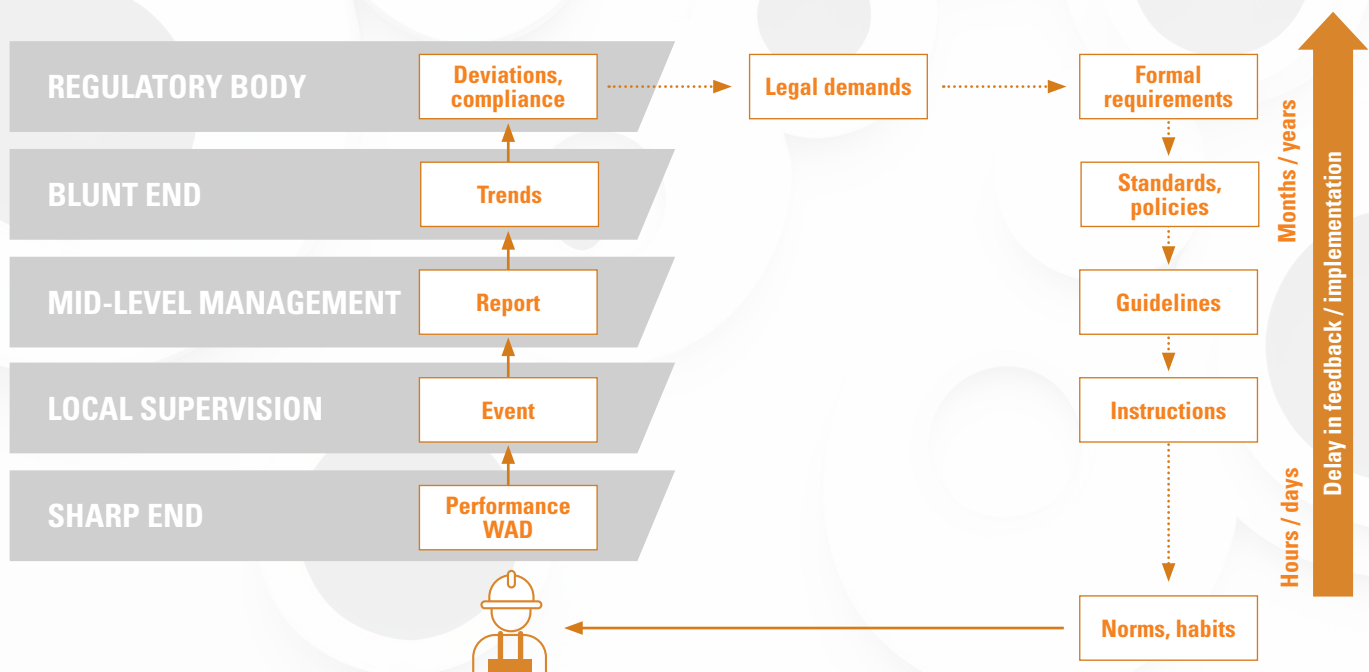 REGULATORY BODY
Deviations,
compliance
Legal demands
Formal
requirements
BLUNT END
Trends
Standards,
policies
MID-LEVEL MANAGEMENT
Report
Guidelines
LOCAL SUPERVISION
Event
Instructions
SHARP END
Performance
WAD
Norms, habits
Months / years
Hours / days
Delay in feedback / implementation